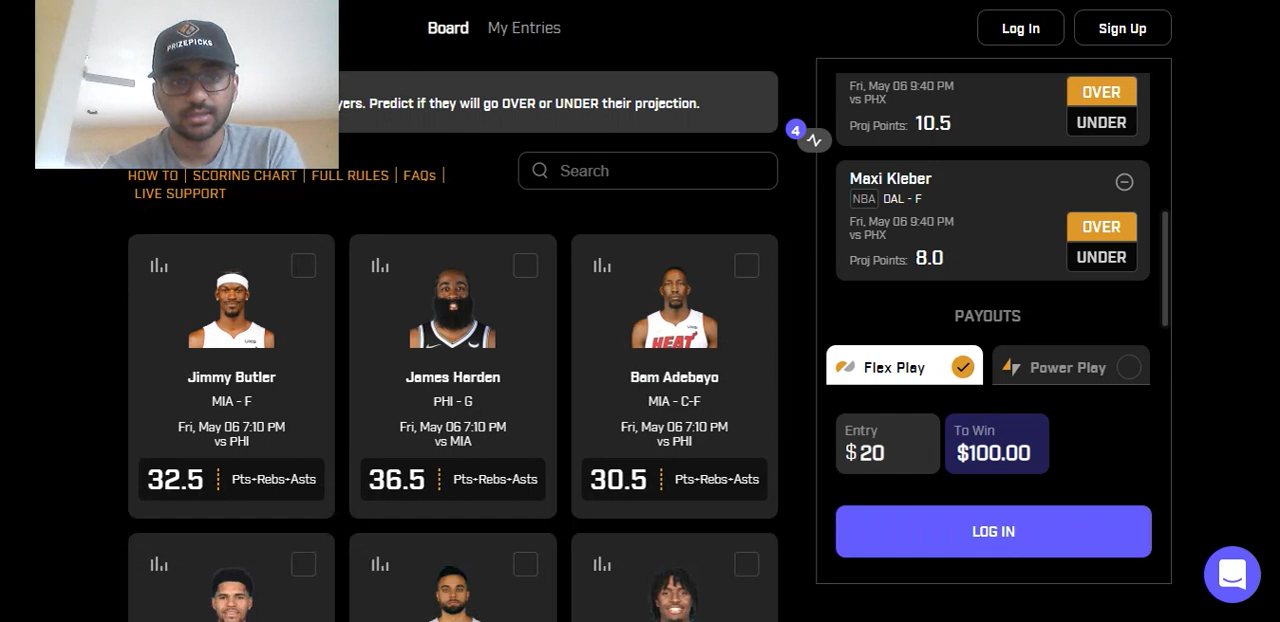 PRIZEPICKS
Board
My Entries
Log In
Sign Up
yers. Predict if they will go OVER or UNDER their projection.
HOW TO | SCORING CHART | FULL RULES | FAQs |
LIVE SUPPORT
Search
Jimmy Butler
MIA - F
Fri, May 06 7:10 PM
vs PHI
32.5
Pts+Rebs+Asts
James Harden
PHI - G
Fri, May 06 7:10 PM
vs MIA
36.5
Pts+Rebs+Asts
Bam Adebayo
MIA - C-F
Fri, May 06 7:10 PM
vs PHI
30.5
Pts+Rebs+Asts
HEAT
4
Fri, May 06 9:40 PM
vs PHX
Proj Points: 10.5
OVER
UNDER
Maxi Kleber
NBA DAL - F
Fri, May 06 9:40 PM
vs PHX
Proj Points: 8.0
OVER
UNDER
PAYOUTS
Flex Play
Power Play
Entry
$20
To Win
$100.00
LOG IN